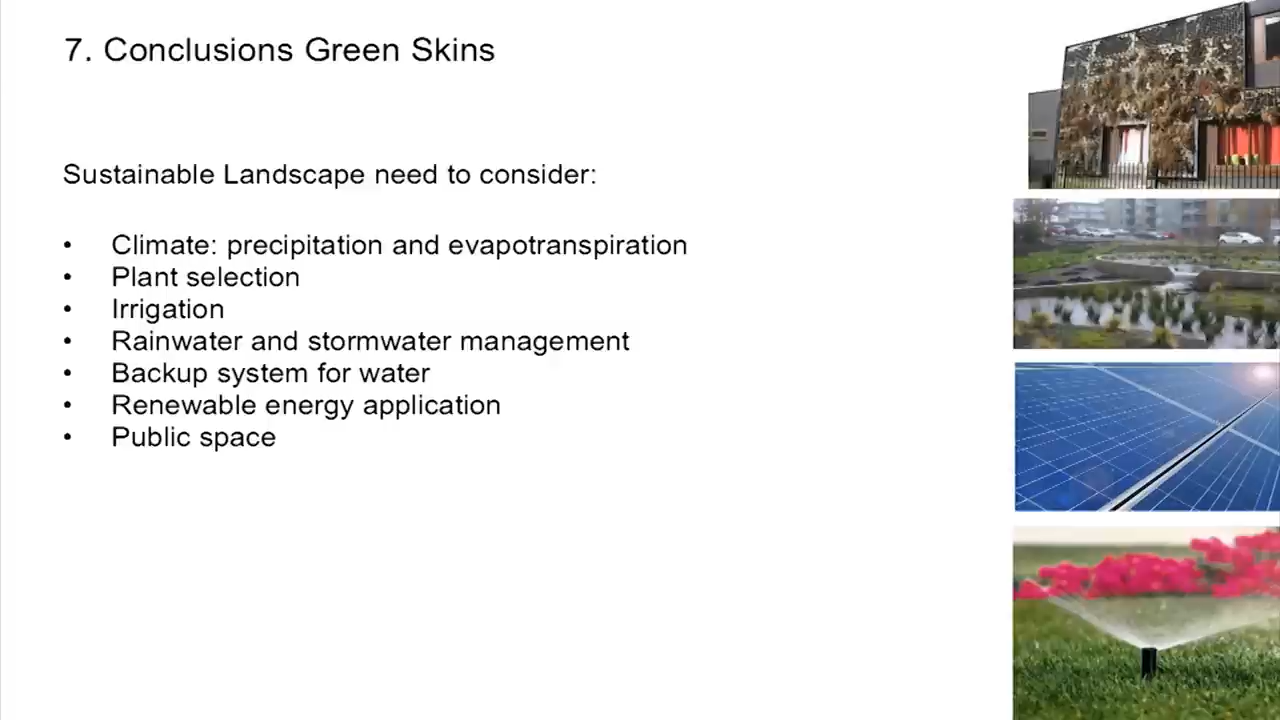 7. Conclusions Green Skins
Sustainable Landscape need to consider:
• Climate: precipitation and evapotranspiration
• Plant selection
• Irrigation
• Rainwater and stormwater management
• Backup system for water
• Renewable energy application
• Public space